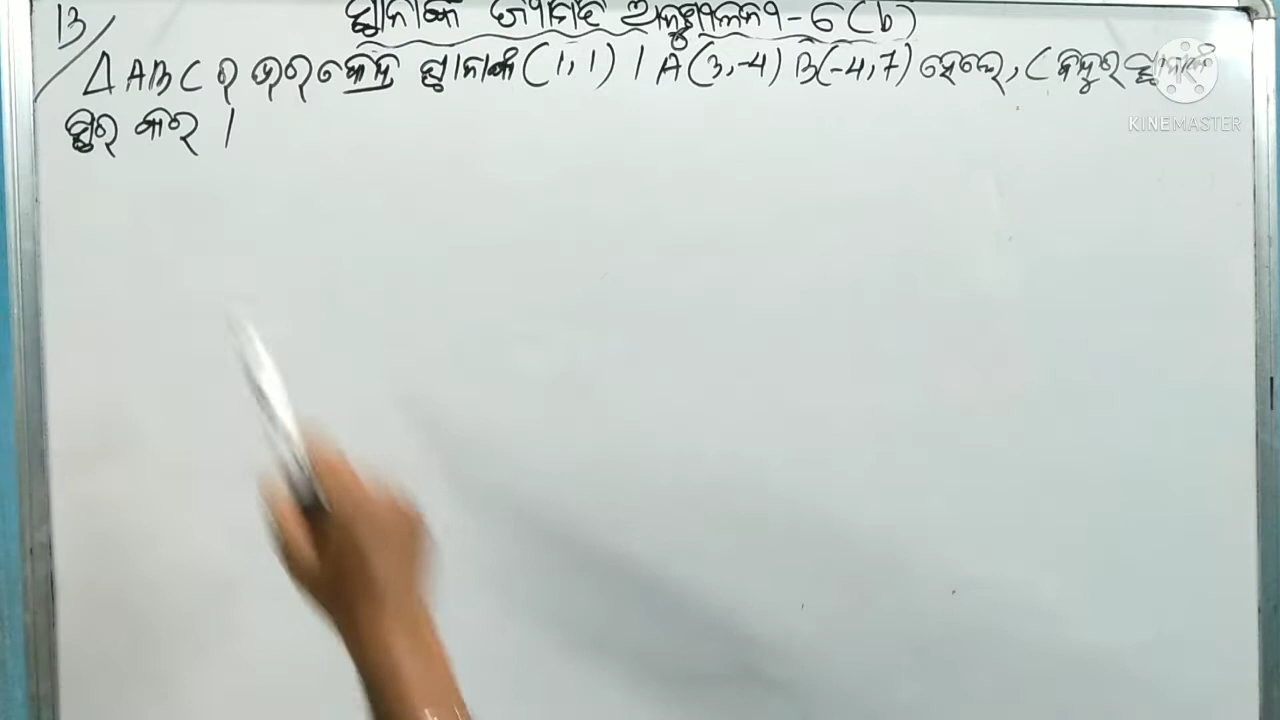 ସ୍ଥାନାଙ୍କ ଜ୍ୟାମିତି ଅନୁଶୀଳନୀ - 6(b)
13/ Δ ABC ର ଭରକେନ୍ଦ୍ର ସ୍ଥାନାଙ୍କ (1,1) । A (3,-4) B(-4,7) ହେଲେ, C ବିନ୍ଦୁର ସ୍ଥାନାଙ୍କ
ସ୍ଥିର କର ।
KINEMASTER